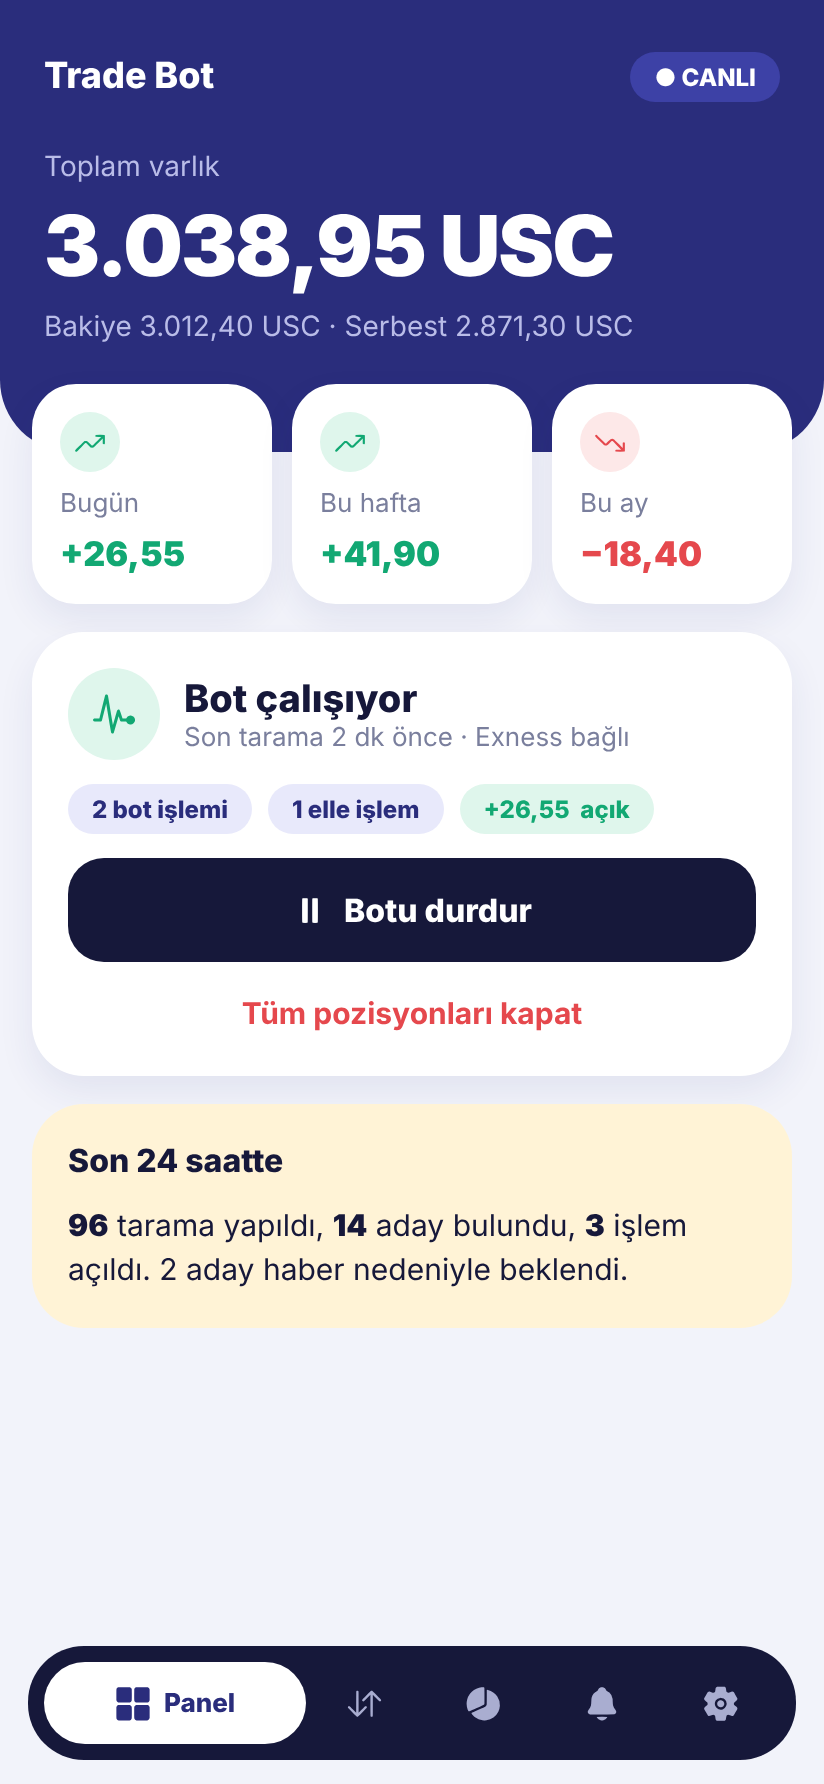 Trade Bot
● CANLI
Toplam varlık
3.038,95 USC
Bakiye 3.012,40 USC · Serbest 2.871,30 USC
Bugün
+26,55
Bu hafta
+41,90
Bu ay
−18,40
Bot çalışıyor
Son tarama 2 dk önce · Exness bağlı
2 bot işlemi
1 elle işlem
+26,55 açık
Botu durdur
Tüm pozisyonları kapat
Son 24 saatte
96 tarama yapıldı, 14 aday bulundu, 3 işlem
açıldı. 2 aday haber nedeniyle beklendi.
Panel